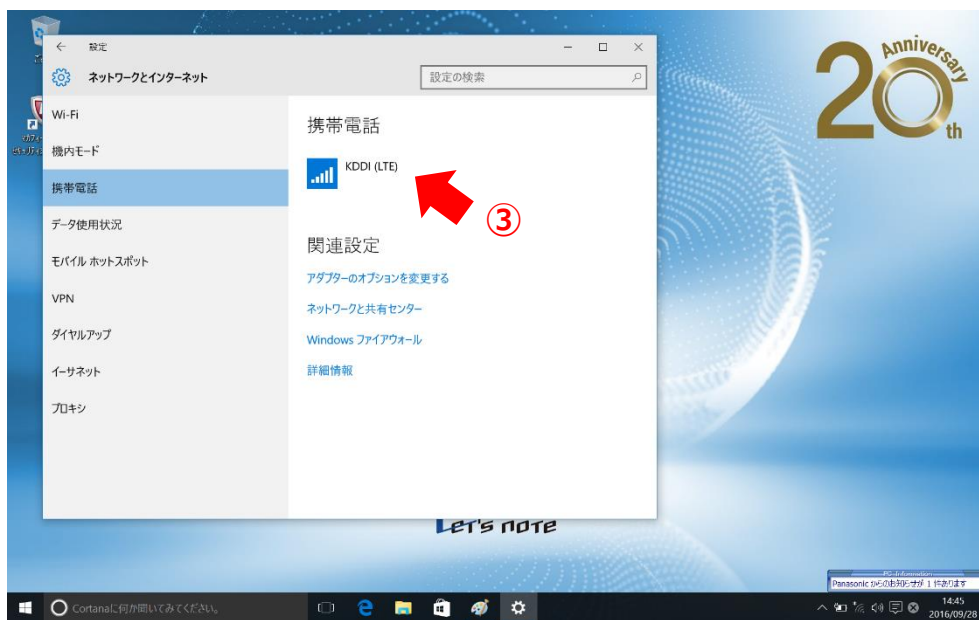 設定
ネットワークとインターネット
設定の検索
Wi-Fi
機内モード
携帯電話
データ使用状況
モバイル ホットスポット
VPN
ダイヤルアップ
イーサネット
プロキシ
携帯電話
KDDI (LTE)
③
関連設定
アダプターのオプションを変更する
ネットワークと共有センター
Windows ファイアウォール
詳細情報
20th
Anniversary
Let's note
PC-Information
Panasonic からのお知らせが 1 件あります
Cortanaに何か聞いてみてください。
14:45
2016/09/28